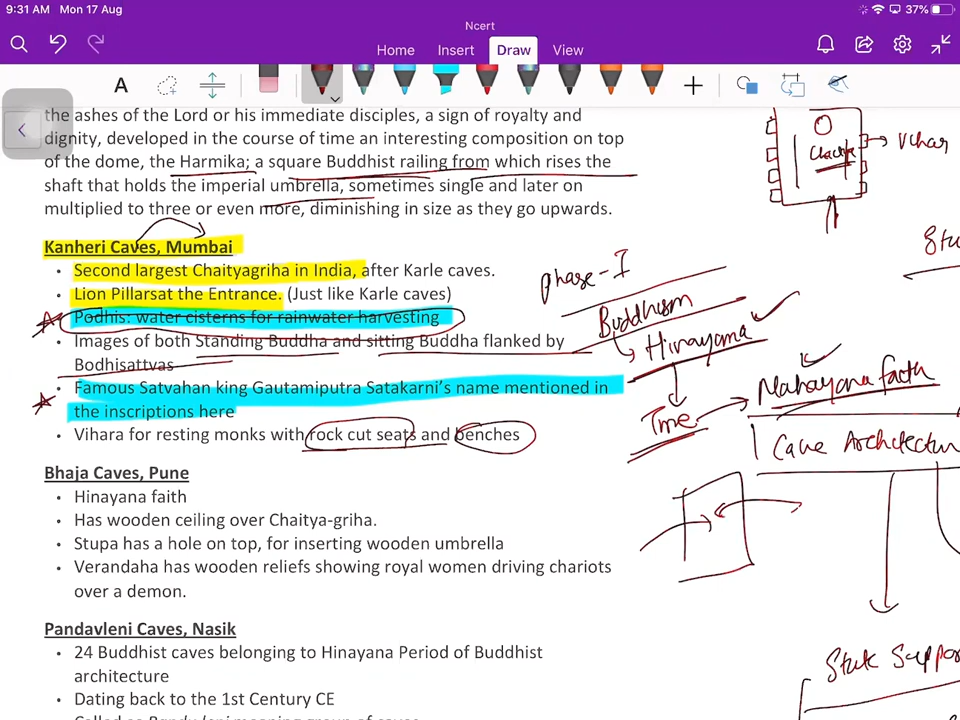 9:31 AM Mon 17 Aug
37%
Ncert
Home Insert Draw View
A
the ashes of the Lord or his immediate disciples, a sign of royalty and
dignity, developed in the course of time an interesting composition on top
of the dome, the Harmika; a square Buddhist railing from which rises the
shaft that holds the imperial umbrella, sometimes single and later on
multiplied to three or even more, diminishing in size as they go upwards.
Chaitya
Vihar
Kanheri Caves, Mumbai
• Second largest Chaityagriha in India, after Karle caves.
• Lion Pillarsat the Entrance. (Just like Karle caves)
• Podhis: water cisterns for rainwater harvesting
• Images of both Standing Buddha and sitting Buddha flanked by
Bodhisattvas
• Famous Satvahan king Gautamiputra Satakarni's name mentioned in
the inscriptions here
• Vihara for resting monks with rock cut seats and benches
phase-I
Buddhism
Hinayana
Time
Mahayana faith
Cave Architectur
Bhaja Caves, Pune
• Hinayana faith
• Has wooden ceiling over Chaitya-griha.
• Stupa has a hole on top, for inserting wooden umbrella
• Verandaha has wooden reliefs showing royal women driving chariots
over a demon.
Pandavleni Caves, Nasik
• 24 Buddhist caves belonging to Hinayana Period of Buddhist
architecture
• Dating back to the 1st Century CE